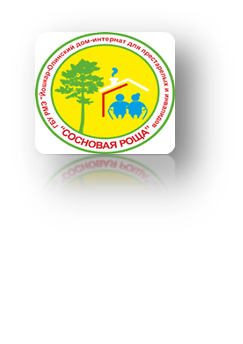 ГБУ РМЭ "Йошкар-Олинский дом-интернат для престарелых и инвалидов
"СОСНОВАЯ РОЩА"